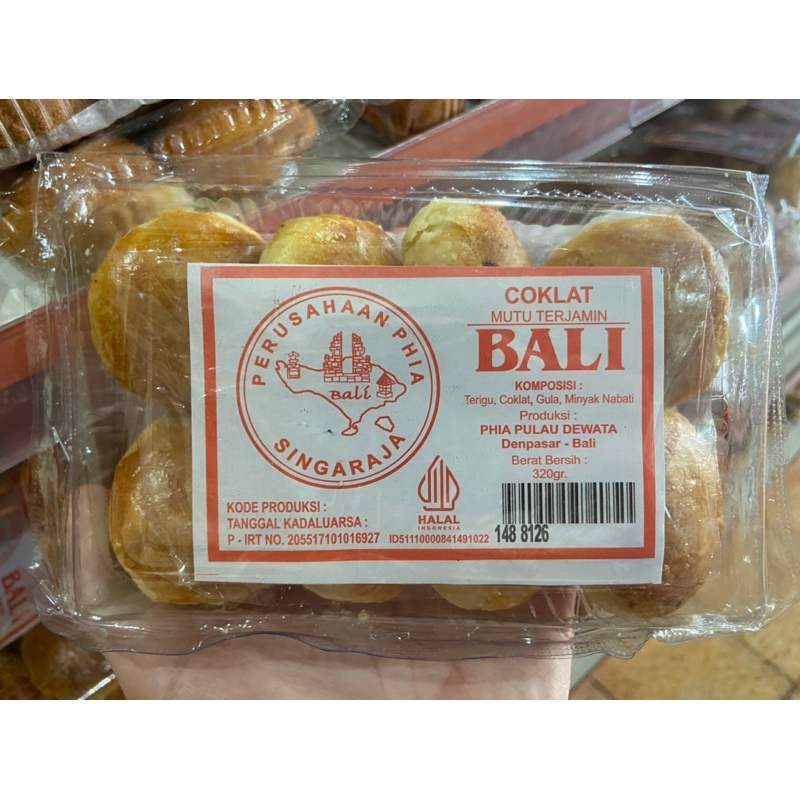 PERUSAHAAN PHIA
Bali
SINGARAJA
COKLAT
MUTU TERJAMIN
BALI
KOMPOSISI :
Terigu, Coklat, Gula, Minyak Nabati
Produksi :
PHIA PULAU DEWATA
Denpasar - Bali
Berat Bersih :
320gr.
KODE PRODUKSI :
TANGGAL KADALUARSA :
P - IRT NO. 205517101016927
HALAL
INDONESIA
ID51110000841491022
148 8126
BALI